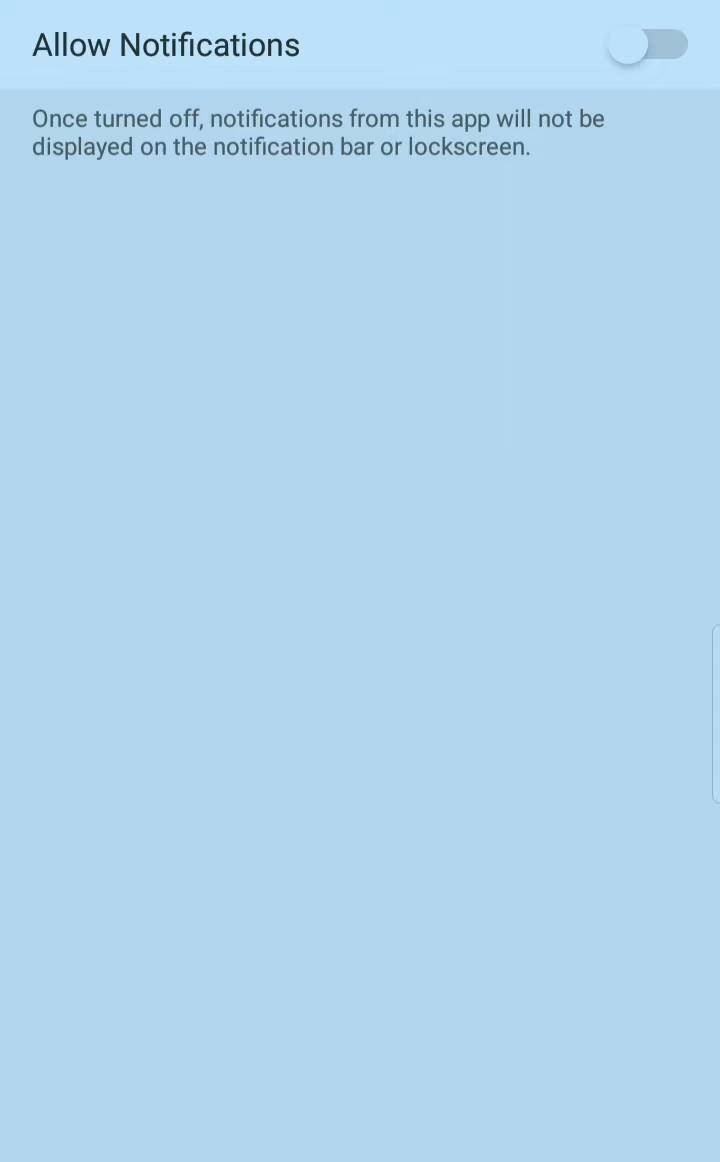 Allow Notifications
Once turned off, notifications from this app will not be
displayed on the notification bar or lockscreen.